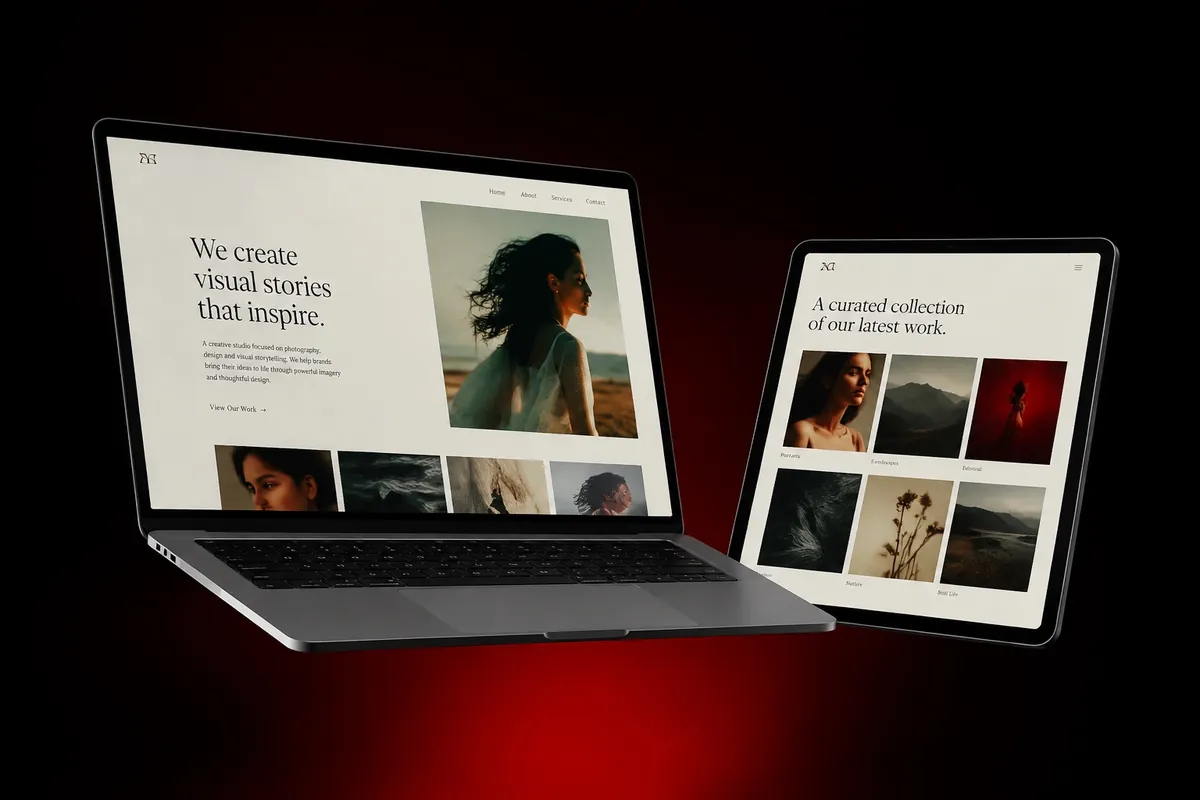 Home
About
Services
Contact
We create
visual stories
that inspire.
A creative studio focused on photography,
design and visual storytelling. We help brands
bring their ideas to life through powerful imagery
and thoughtful design.
View Our Work →
A curated collection
of our latest work.
Portraits
Landscapes
Editorial
Nature
Still Life